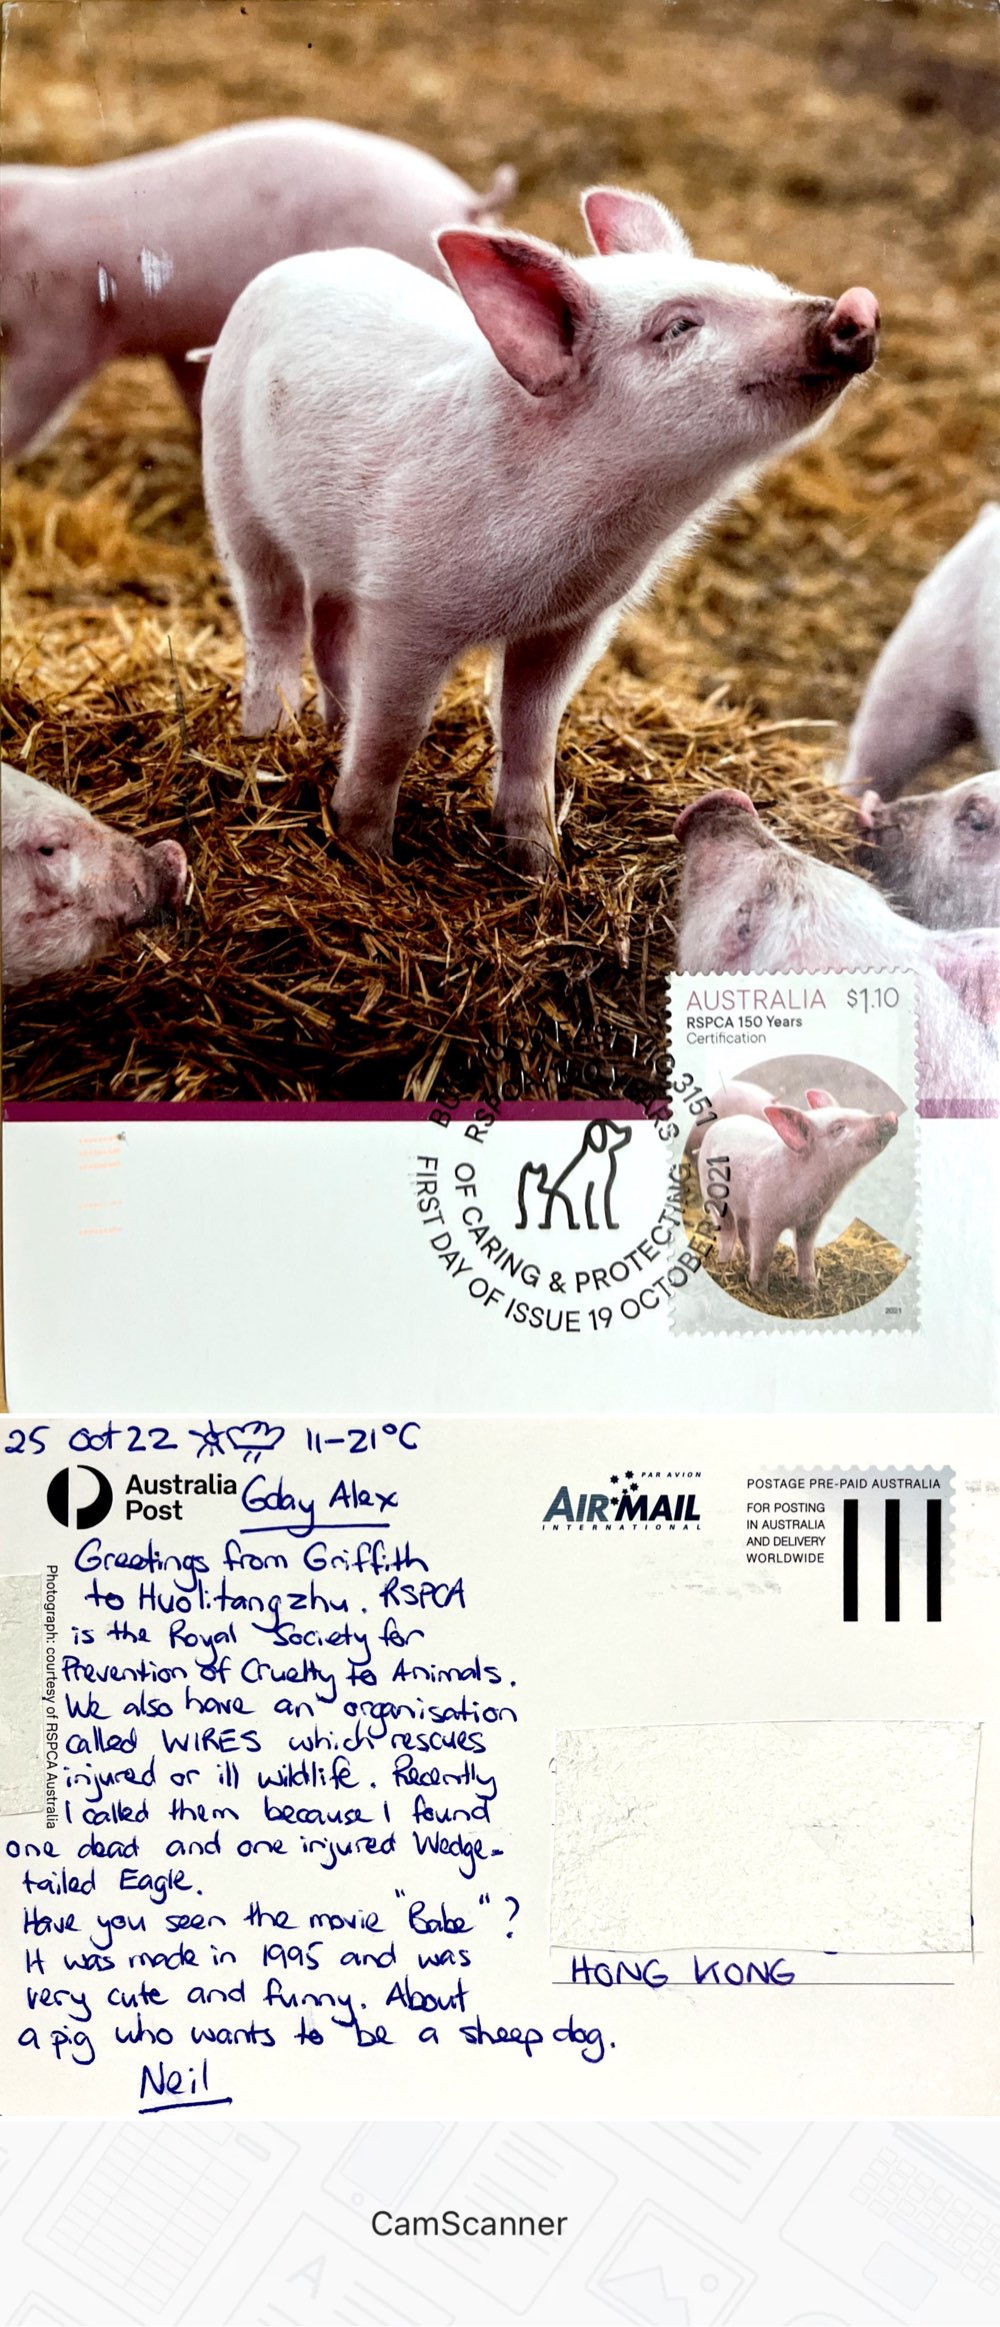 AUSTRALIA $1.10
RSPCA 150 Years
Certification
3151
RSPCA 150 YEARS
OF CARING & PROTECTING
FIRST DAY OF ISSUE 19 OCTOBER 2021
2021
25 Oct 22 11-21°C
Australia
Post
Gday Alex
Greetings from Griffith
to Huolitangzhu. RSPCA
is the Royal Society for
Prevention of Cruelty to Animals.
We also have an organisation
called WIRES which rescues
injured or ill wildlife. Recently
I called them because I found
one dead and one injured Wedge-
tailed Eagle.
Have you seen the movie "Babe"?
It was made in 1995 and was
very cute and funny. About
a pig who wants to be a sheep dog.
Neil
Photograph: courtesy of RSPCA Australia
PAR AVION
AIR MAIL
INTERNATIONAL
POSTAGE PRE-PAID AUSTRALIA
FOR POSTING
IN AUSTRALIA
AND DELIVERY
WORLDWIDE
HONG KONG
CamScanner